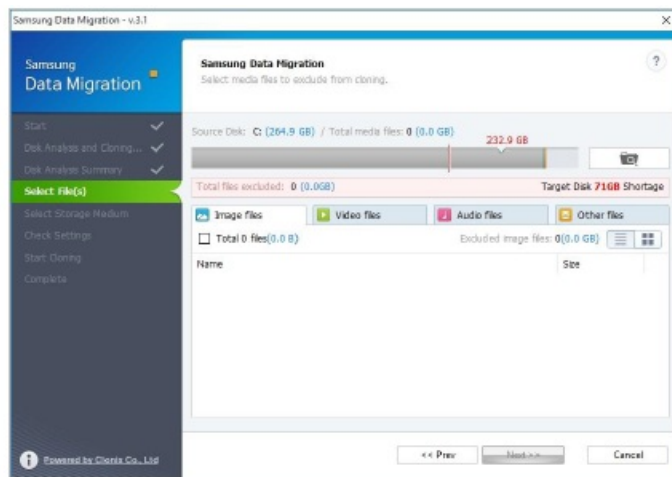 Samsung Data Migration - v.3.1
Samsung
Data Migration
Start
Disk Analysis and Cloning...
Disk Analysis Summary
Select File(s)
Select Storage Medium
Check Settings
Start Cloning
Complete
Powered by Clonix Co., Ltd
Samsung Data Migration
Select media files to exclude from cloning.
?
Source Disk: C: (264.9 GB) / Total media files: 0 (0.0 GB)
232.9 GB
Total files excluded: 0 (0.0GB)
Target Disk 71GB Shortage
Image files
Video files
Audio files
Other files
Total 0 files(0.0 B)
Excluded image files: 0(0.0 GB)
Name
Size
<< Prev
Next >>
Cancel